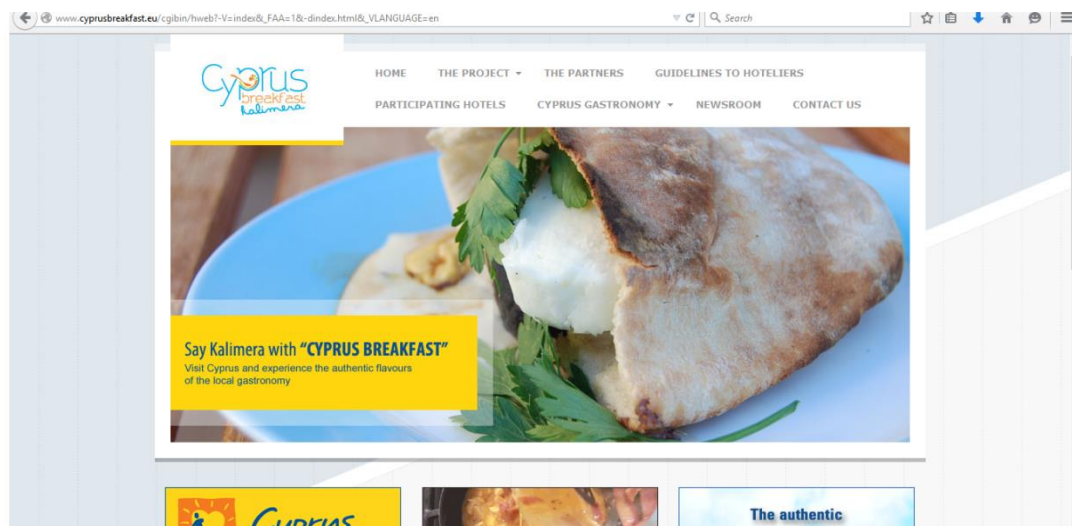 www.cyprusbreakfast.eu/cgibin/hweb?-V=index&_FAA=1&-dindex.html&_VLANGUAGE=en
Search
Cyprus
breakfast
kalimera
HOME THE PROJECT THE PARTNERS GUIDELINES TO HOTELIERS
PARTICIPATING HOTELS CYPRUS GASTRONOMY NEWSROOM CONTACT US
Say Kalimera with “CYPRUS BREAKFAST”
Visit Cyprus and experience the authentic flavours
of the local gastronomy
Cyprus
The authentic